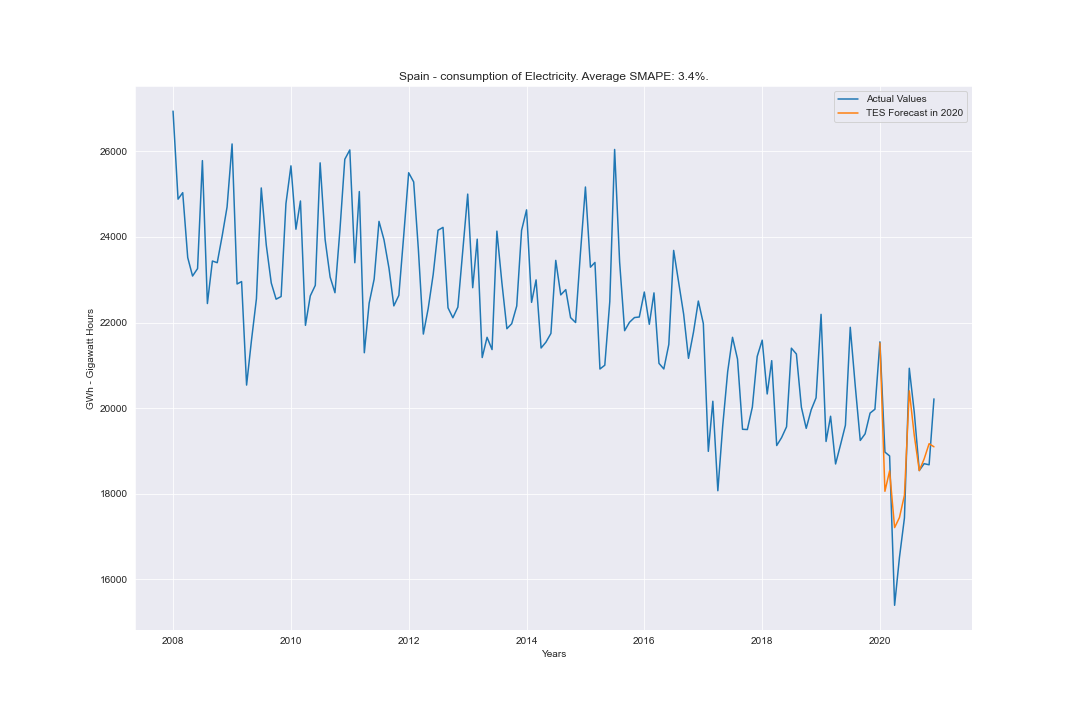 Spain - consumption of Electricity. Average SMAPE: 3.4%.
Actual Values
TES Forecast in 2020
26000
24000
22000
20000
18000
16000
GWh - Gigawatt Hours
2008 2010 2012 2014 2016 2018 2020
Years